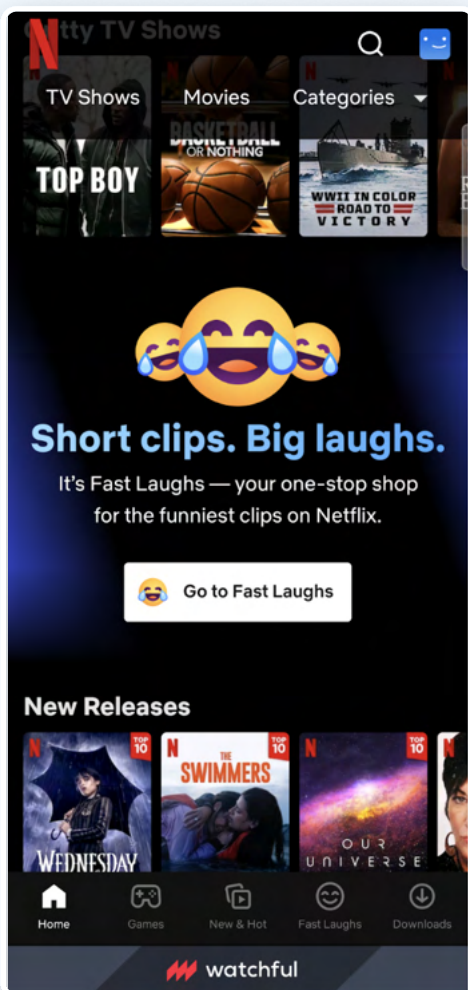 tty TV Shows
TV Shows Movies Categories
TOP BOY
BASKETBALL
OR NOTHING
WWII IN COLOR
ROAD TO
VICTORY
Short clips. Big laughs.
It's Fast Laughs — your one-stop shop
for the funniest clips on Netflix.
Go to Fast Laughs
New Releases
N TOP 10
WEDNESDAY
N TOP 10
THE
SWIMMERS
N TOP 10
OUR
UNIVERSE
N
Home Games New & Hot Fast Laughs Downloads
watchful